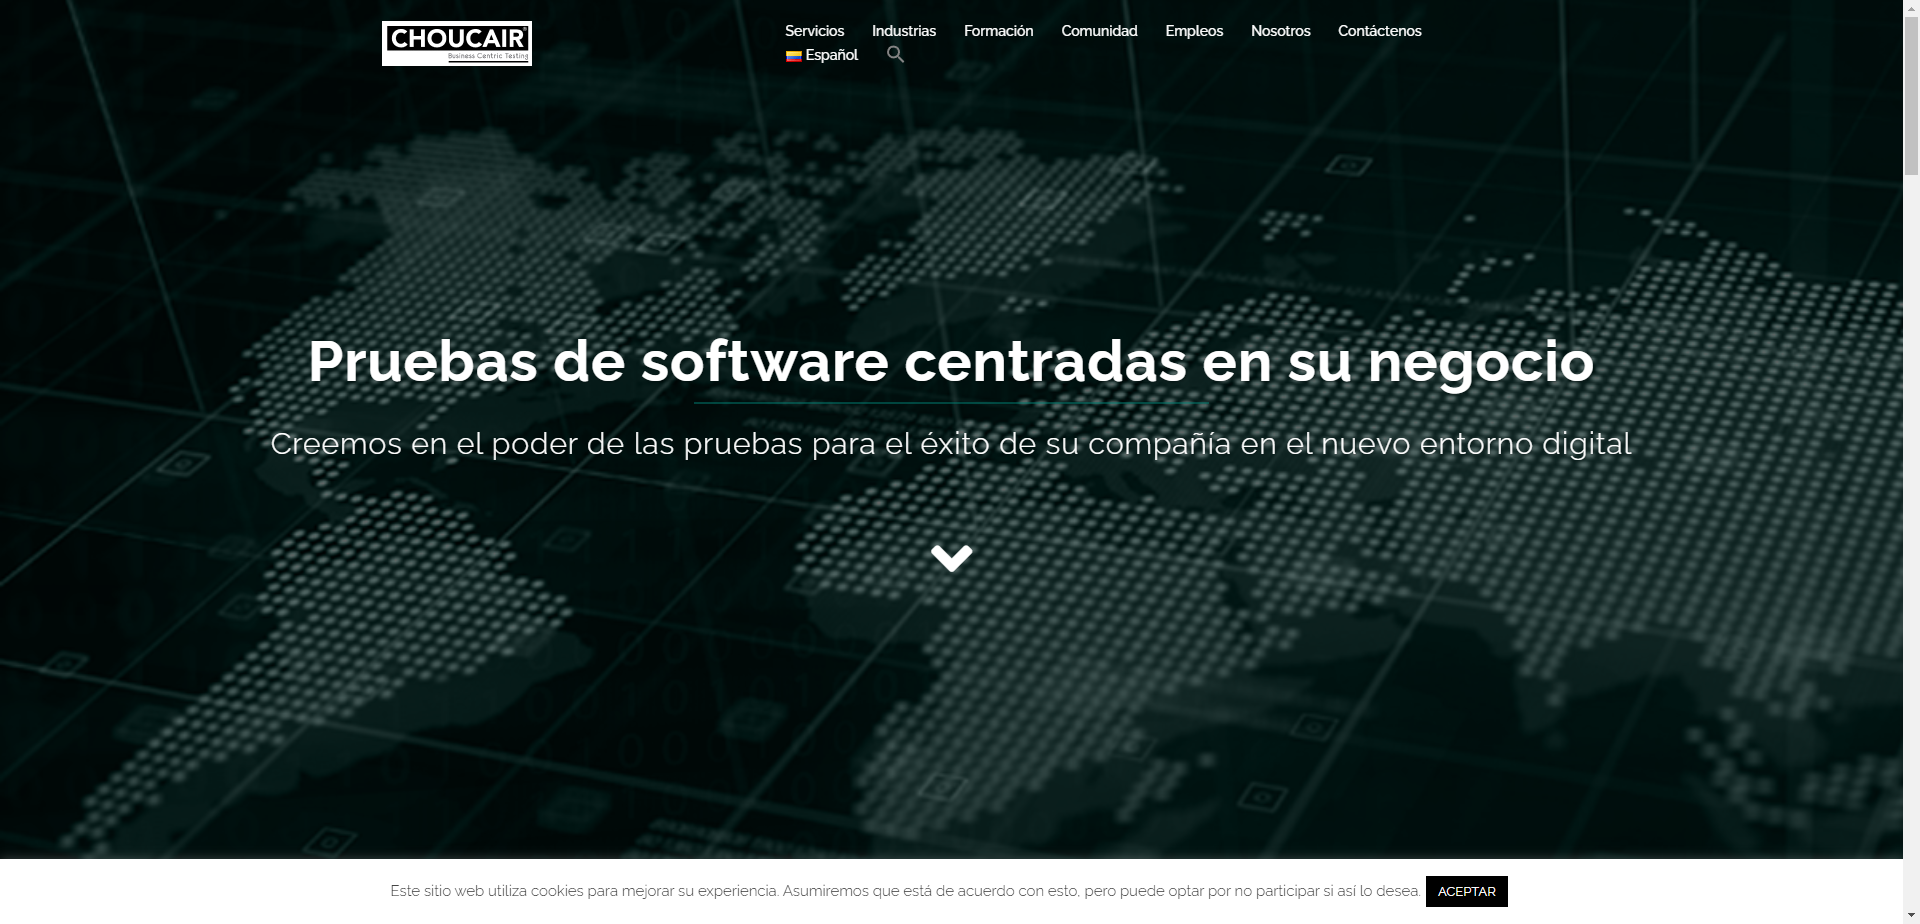 CHOUCAIR
Business Centric Testing
Servicios Industrias Formación Comunidad Empleos Nosotros Contáctenos
Español
Pruebas de software centradas en su negocio
Creemos en el poder de las pruebas para el éxito de su compañía en el nuevo entorno digital
Este sitio web utiliza cookies para mejorar su experiencia. Asumiremos que está de acuerdo con esto, pero puede optar por no participar si así lo desea. ACEPTAR